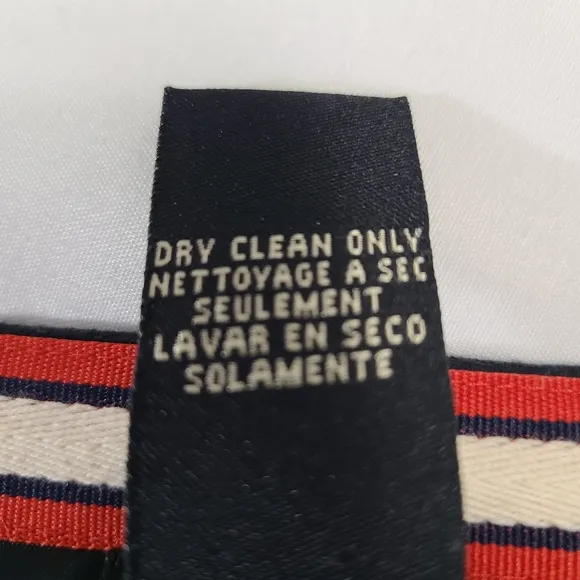 DRY CLEAN ONLY
NETTOYAGE A SEC
SEULEMENT
LAVAR EN SECO
SOLAMENTE